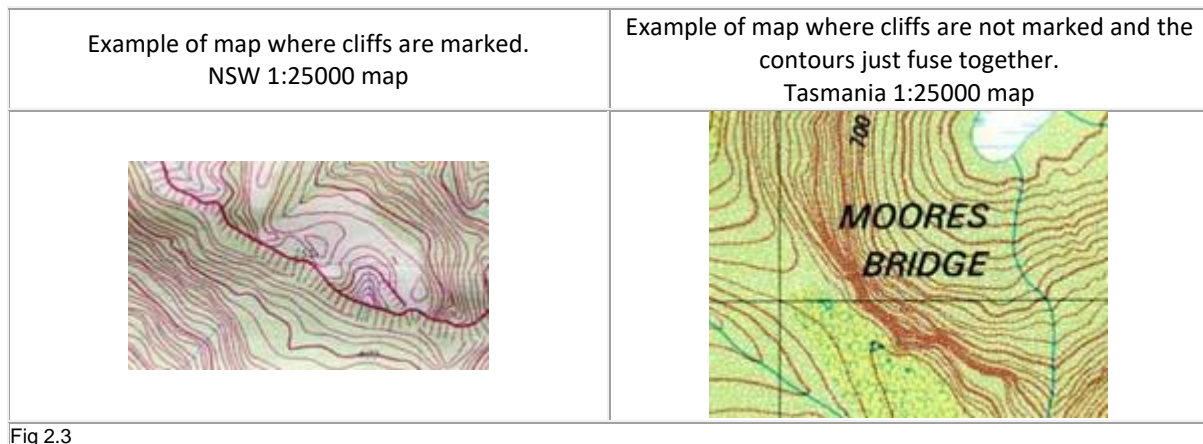 Example of map where cliffs are marked.
NSW 1:25000 map
Example of map where cliffs are not marked and the
contours just fuse together.
Tasmania 1:25000 map
700
MOORES
BRIDGE
Fig 2.3